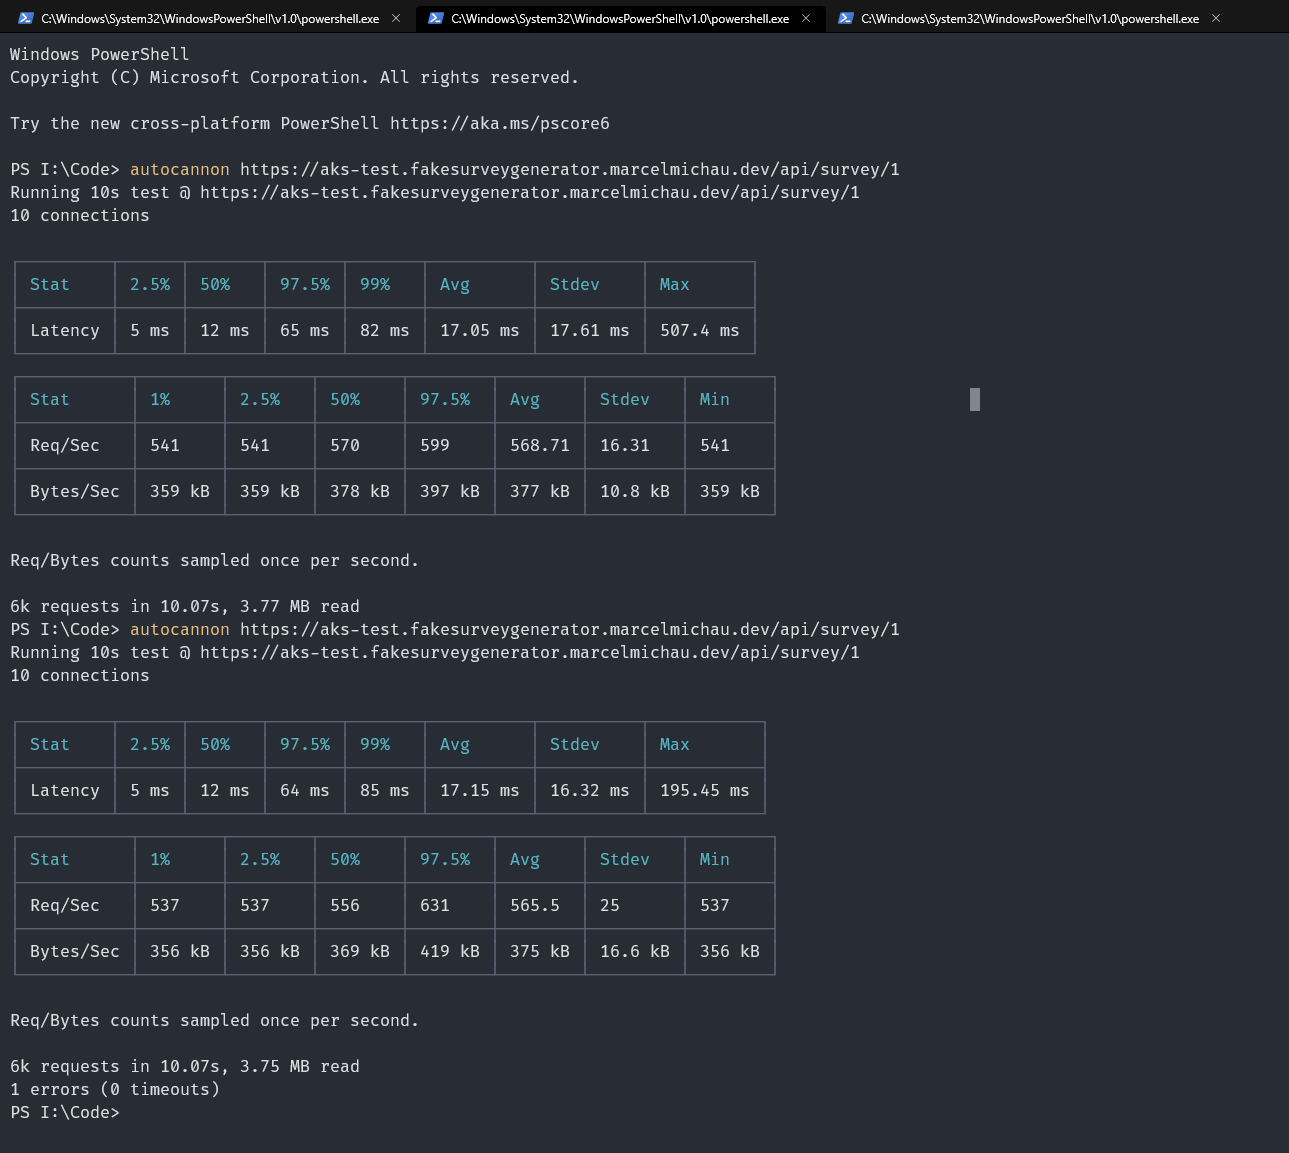 C:\Windows\System32\WindowsPowerShell\v1.0\powershell.exe × C:\Windows\System32\WindowsPowerShell\v1.0\powershell.exe × C:\Windows\System32\WindowsPowerShell\v1.0\powershell.exe ×
Windows PowerShell
Copyright (C) Microsoft Corporation. All rights reserved.
Try the new cross-platform PowerShell https://aka.ms/pscore6
PS I:\Code> autocannon https://aks-test.fakesurveygenerator.marcelmichau.dev/api/survey/1
Running 10s test @ https://aks-test.fakesurveygenerator.marcelmichau.dev/api/survey/1
10 connections
Stat 2.5% 50% 97.5% 99% Avg Stdev Max
Latency 5 ms 12 ms 65 ms 82 ms 17.05 ms 17.61 ms 507.4 ms
Stat 1% 2.5% 50% 97.5% Avg Stdev Min
Req/Sec 541 541 570 599 568.71 16.31 541
Bytes/Sec 359 kB 359 kB 378 kB 397 kB 377 kB 10.8 kB 359 kB
Req/Bytes counts sampled once per second.
6k requests in 10.07s, 3.77 MB read
PS I:\Code> autocannon https://aks-test.fakesurveygenerator.marcelmichau.dev/api/survey/1
Running 10s test @ https://aks-test.fakesurveygenerator.marcelmichau.dev/api/survey/1
10 connections
Stat 2.5% 50% 97.5% 99% Avg Stdev Max
Latency 5 ms 12 ms 64 ms 85 ms 17.15 ms 16.32 ms 195.45 ms
Stat 1% 2.5% 50% 97.5% Avg Stdev Min
Req/Sec 537 537 556 631 565.5 25 537
Bytes/Sec 356 kB 356 kB 369 kB 419 kB 375 kB 16.6 kB 356 kB
Req/Bytes counts sampled once per second.
6k requests in 10.07s, 3.75 MB read
1 errors (0 timeouts)
PS I:\Code>